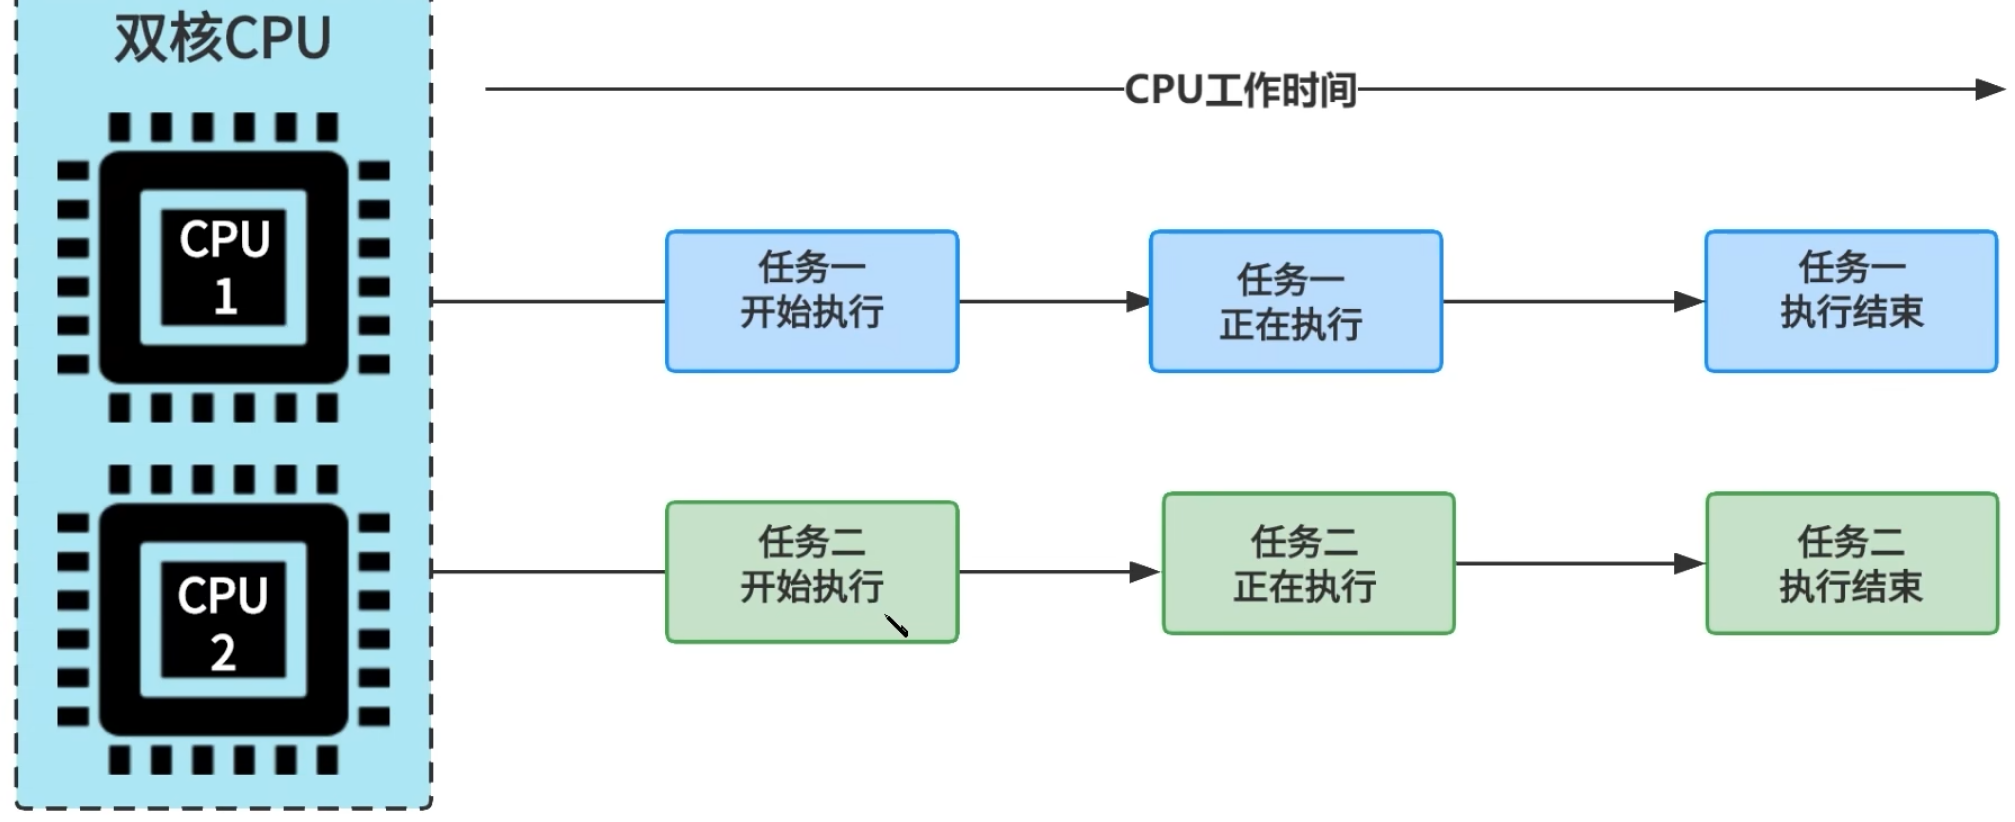 双核CPU
CPU工作时间
CPU
1
任务一
开始执行
任务一
正在执行
任务一
执行结束
CPU
2
任务二
开始执行
任务二
正在执行
任务二
执行结束